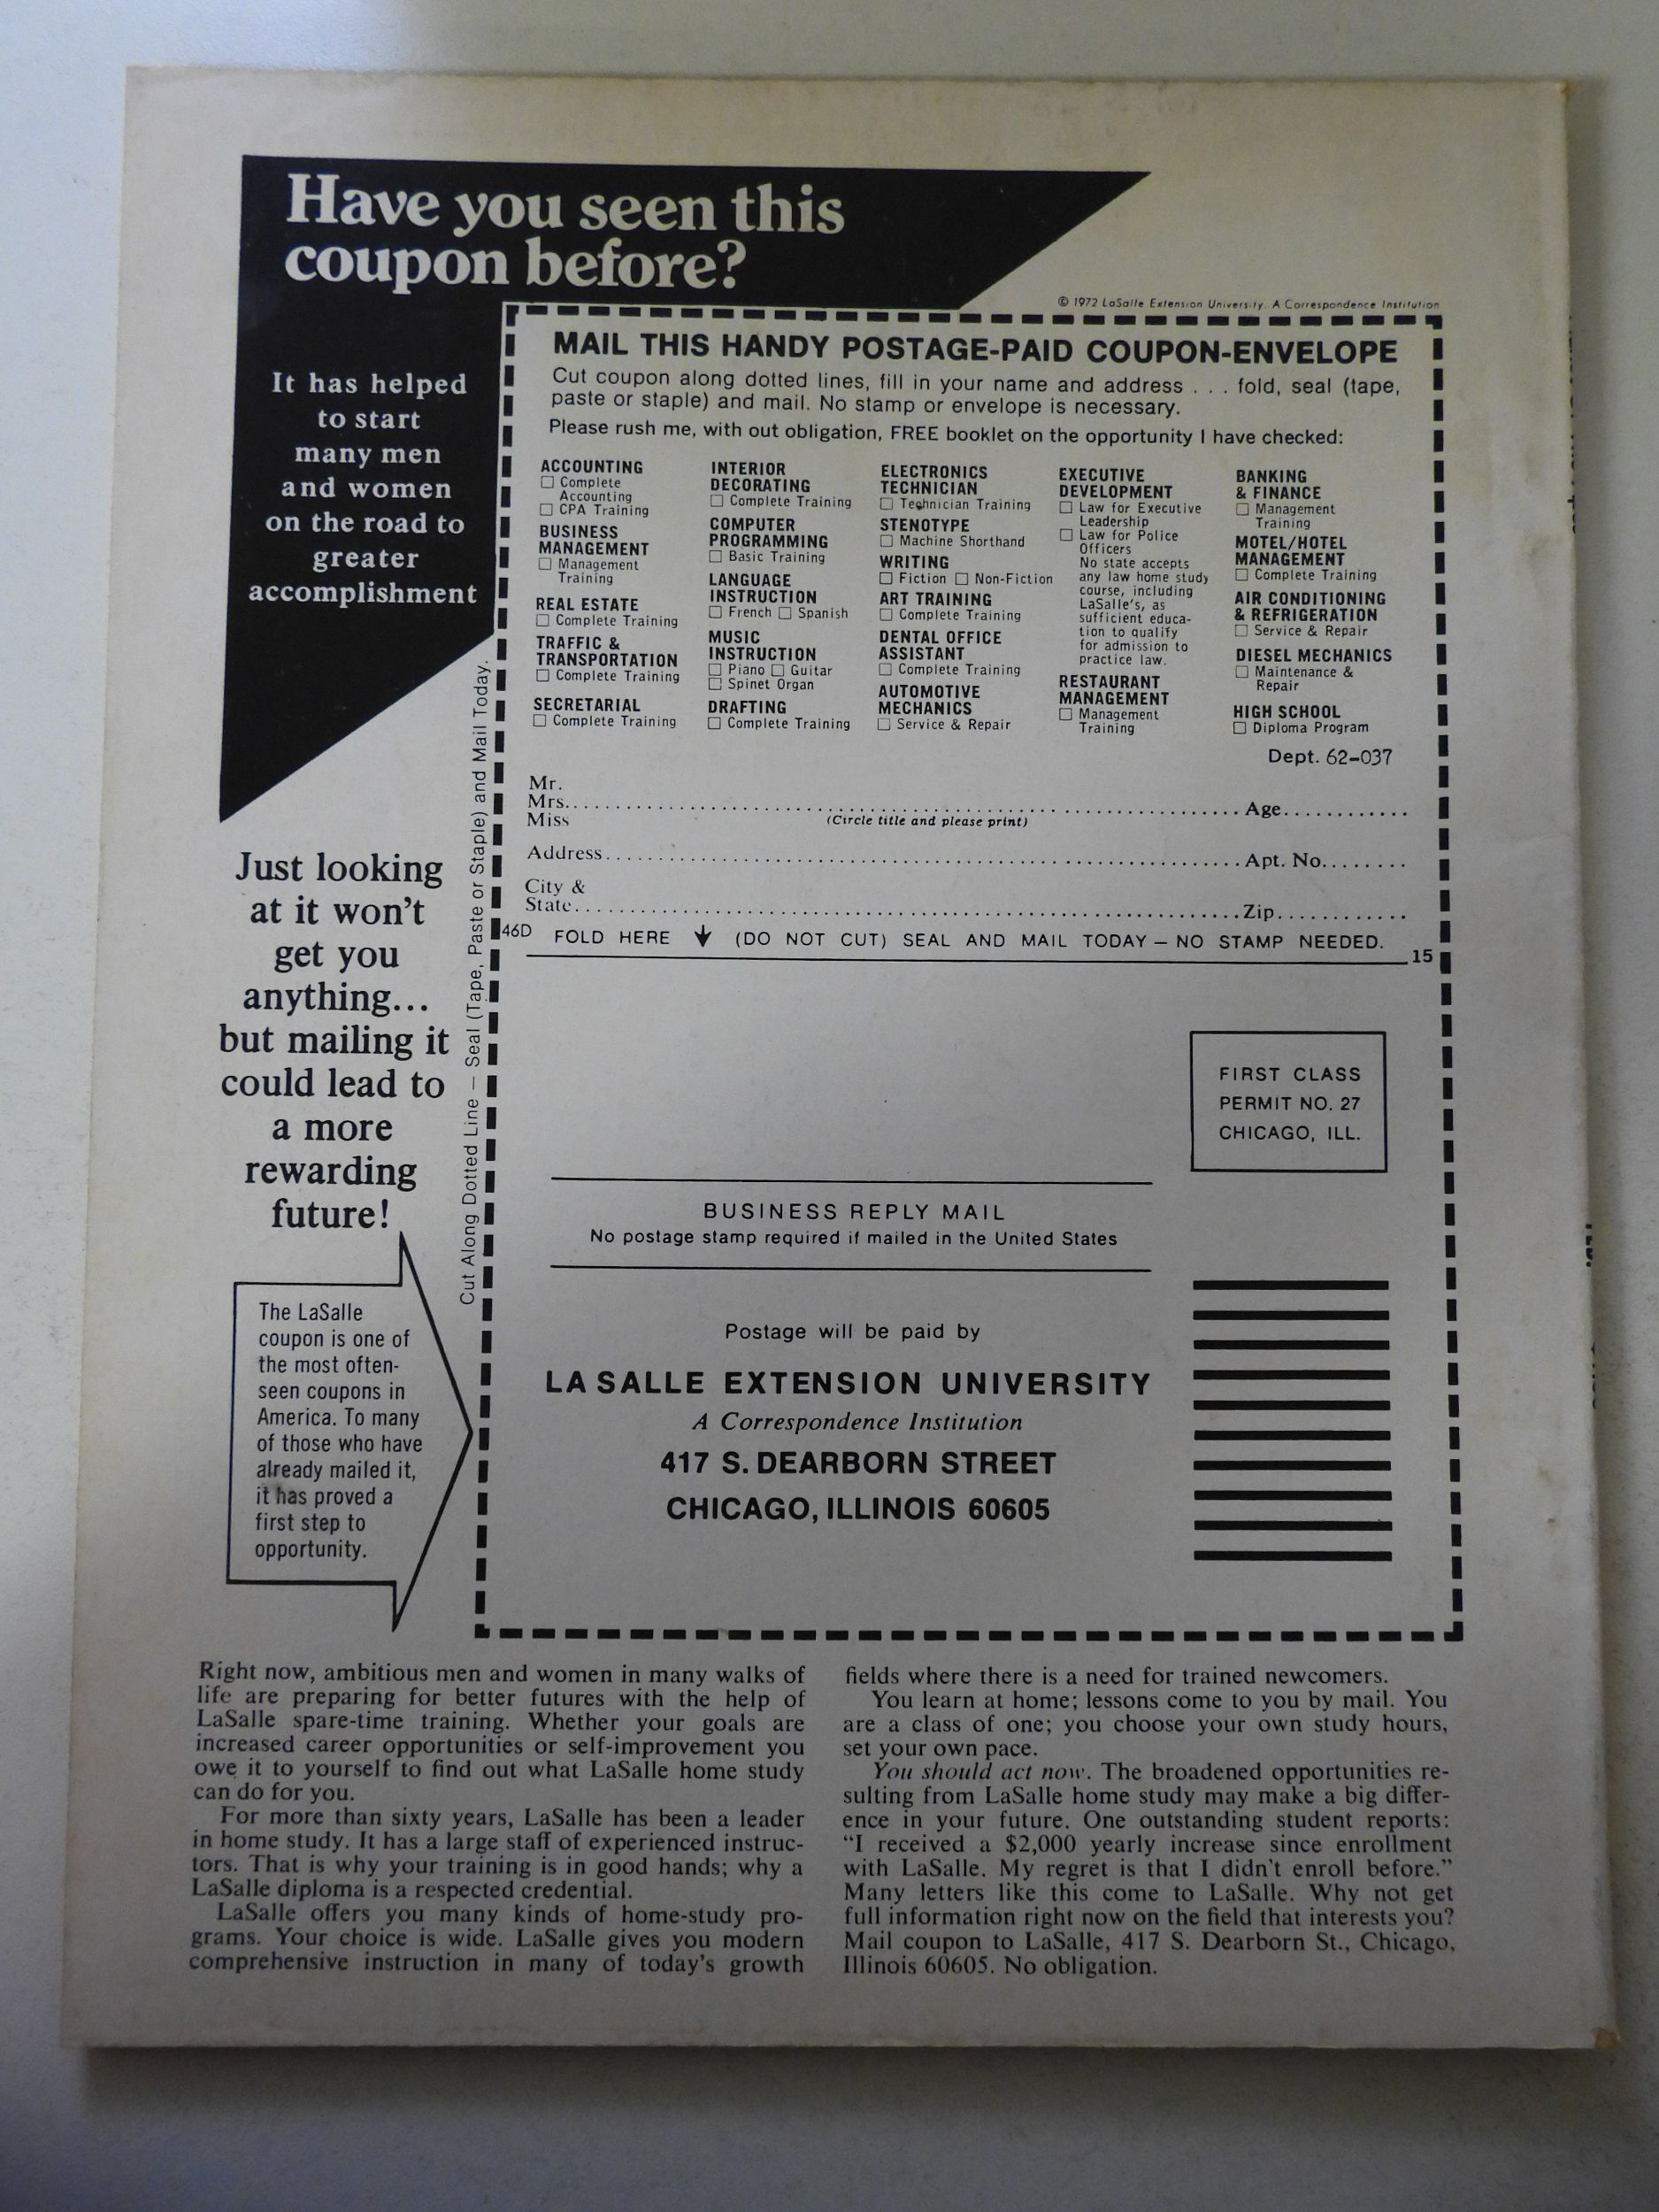 Have you seen this
coupon before?
It has helped
to start
many men
and women
on the road to
greater
accomplishment
Just looking
at it won't
get you
anything...
but mailing it
could lead to
a more
rewarding
future!
The LaSalle
coupon is one of
the most often-
seen coupons in
America. To many
of those who have
already mailed it,
it has proved a
first step to
opportunity.
Cut Along Dotted Line — Seal (Tape, Paste or Staple) and Mail Today.
© 1972 LaSalle Extension University. A Correspondence Institution
MAIL THIS HANDY POSTAGE-PAID COUPON-ENVELOPE
Cut coupon along dotted lines, fill in your name and address . . . fold, seal (tape,
paste or staple) and mail. No stamp or envelope is necessary.
Please rush me, with out obligation, FREE booklet on the opportunity I have checked:
ACCOUNTING
☐ Complete
Accounting
☐ CPA Training
BUSINESS
MANAGEMENT
☐ Management
Training
REAL ESTATE
☐ Complete Training
TRAFFIC &
TRANSPORTATION
☐ Complete Training
SECRETARIAL
☐ Complete Training
INTERIOR
DECORATING
☐ Complete Training
COMPUTER
PROGRAMMING
☐ Basic Training
LANGUAGE
INSTRUCTION
☐ French ☐ Spanish
MUSIC
INSTRUCTION
☐ Piano ☐ Guitar
☐ Spinet Organ
DRAFTING
☐ Complete Training
ELECTRONICS
TECHNICIAN
☐ Technician Training
STENOTYPE
☐ Machine Shorthand
WRITING
☐ Fiction ☐ Non-Fiction
ART TRAINING
☐ Complete Training
DENTAL OFFICE
ASSISTANT
☐ Complete Training
AUTOMOTIVE
MECHANICS
☐ Service & Repair
EXECUTIVE
DEVELOPMENT
☐ Law for Executive
Leadership
☐ Law for Police
Officers
No state accepts
any law home study
course, including
LaSalle's, as
sufficient educa-
tion to qualify
for admission to
practice law.
RESTAURANT
MANAGEMENT
☐ Management
Training
BANKING
& FINANCE
☐ Management
Training
MOTEL/HOTEL
MANAGEMENT
☐ Complete Training
AIR CONDITIONING
& REFRIGERATION
☐ Service & Repair
DIESEL MECHANICS
☐ Maintenance &
Repair
HIGH SCHOOL
☐ Diploma Program
Dept. 62-037
Mr.
Mrs. Age
Miss (Circle title and please print)
Address Apt. No.
City &
State Zip
46D FOLD HERE ↓ (DO NOT CUT) SEAL AND MAIL TODAY — NO STAMP NEEDED.
15
FIRST CLASS
PERMIT NO. 27
CHICAGO, ILL.
BUSINESS REPLY MAIL
No postage stamp required if mailed in the United States
Postage will be paid by
LA SALLE EXTENSION UNIVERSITY
A Correspondence Institution
417 S. DEARBORN STREET
CHICAGO, ILLINOIS 60605
Right now, ambitious men and women in many walks of
life are preparing for better futures with the help of
LaSalle spare-time training. Whether your goals are
increased career opportunities or self-improvement you
owe it to yourself to find out what LaSalle home study
can do for you.
For more than sixty years, LaSalle has been a leader
in home study. It has a large staff of experienced instruc-
tors. That is why your training is in good hands; why a
LaSalle diploma is a respected credential.
LaSalle offers you many kinds of home-study pro-
grams. Your choice is wide. LaSalle gives you modern
comprehensive instruction in many of today's growth
fields where there is a need for trained newcomers.
You learn at home; lessons come to you by mail. You
are a class of one; you choose your own study hours,
set your own pace.
You should act now. The broadened opportunities re-
sulting from LaSalle home study may make a big differ-
ence in your future. One outstanding student reports:
“I received a $2,000 yearly increase since enrollment
with LaSalle. My regret is that I didn't enroll before.”
Many letters like this come to LaSalle. Why not get
full information right now on the field that interests you?
Mail coupon to LaSalle, 417 S. Dearborn St., Chicago,
Illinois 60605. No obligation.